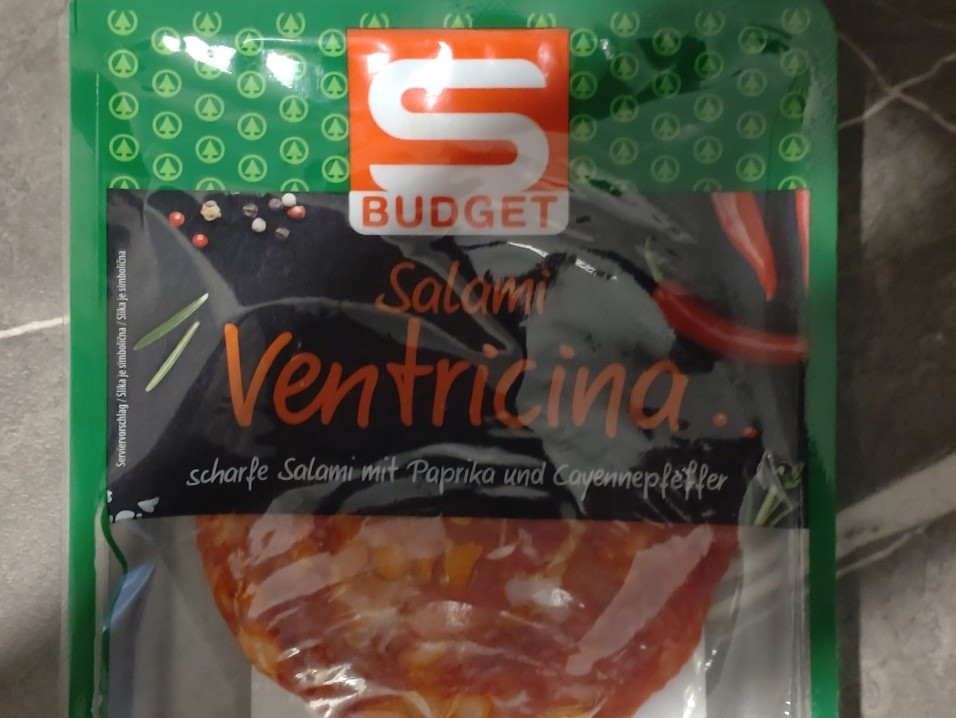 S
BUDGET
Salami
Ventricina
scharfe Salami mit Paprika und Cayennepfeffer
Serviervorschlag / Slika je simbolična / Slika je simbolična